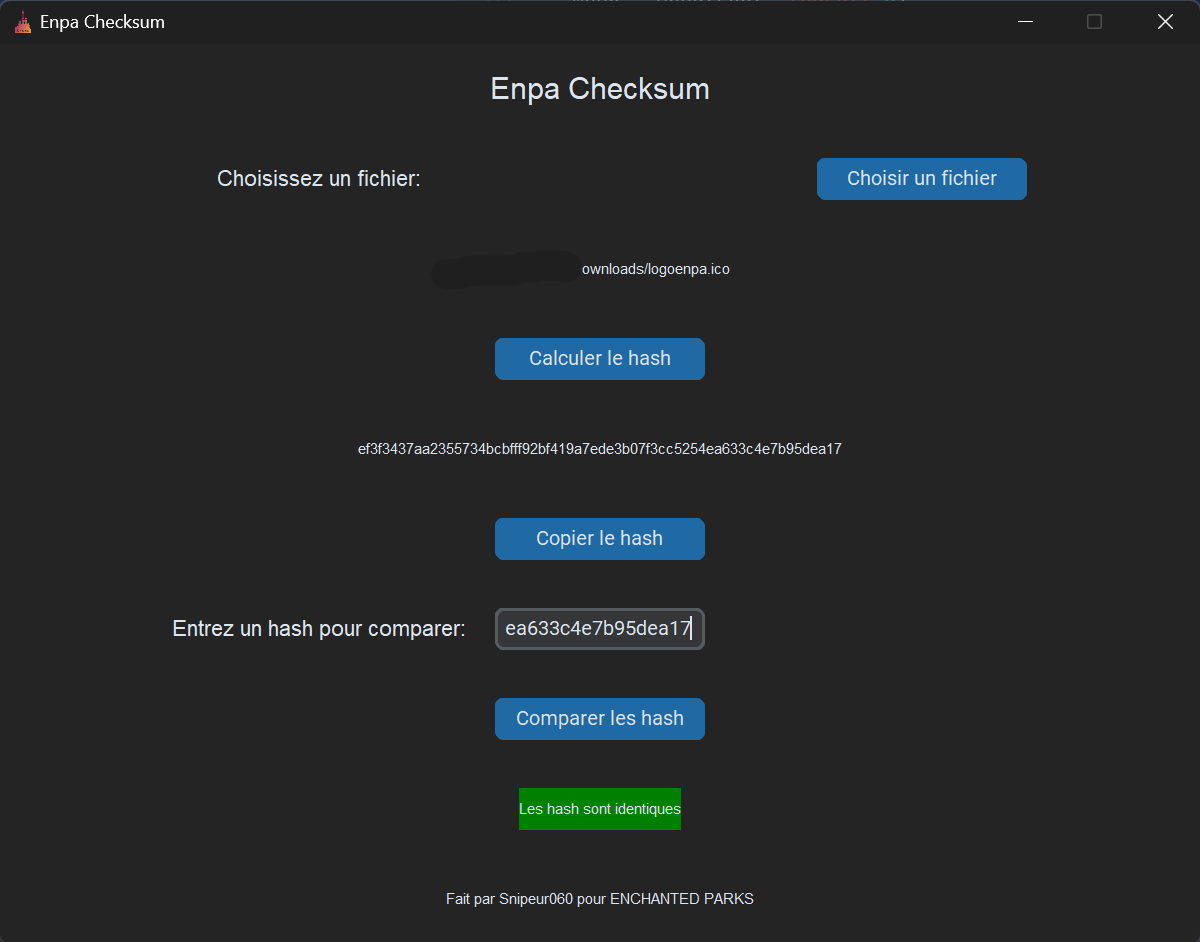 Enpa Checksum
Enpa Checksum
Choisissez un fichier:
Choisir un fichier
ownloads/logoenpa.ico
Calculer le hash
ef3f3437aa2355734bcbfff92bf419a7ede3b07f3cc5254ea633c4e7b95dea17
Copier le hash
Entrez un hash pour comparer:
ea633c4e7b95dea17
Comparer les hash
Les hash sont identiques
Fait par Snipeur060 pour ENCHANTED PARKS